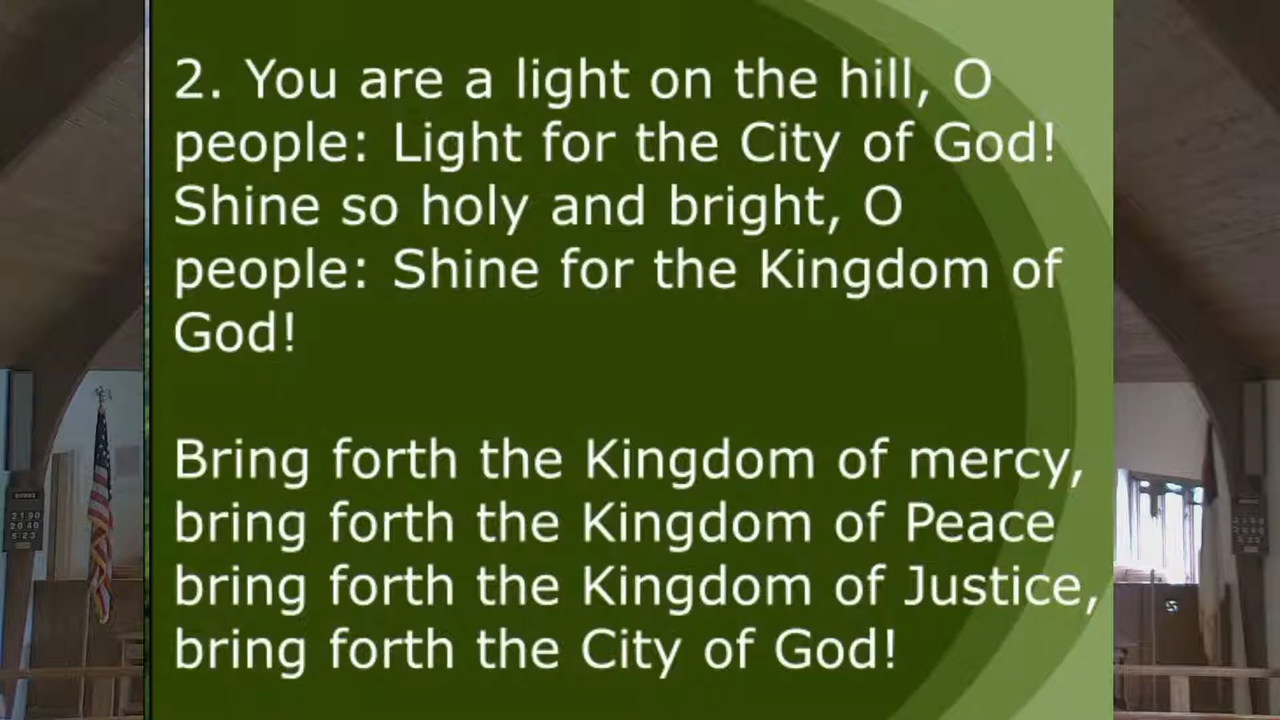 2. You are a light on the hill, O
people: Light for the City of God!
Shine so holy and bright, O
people: Shine for the Kingdom of
God!
Bring forth the Kingdom of mercy,
bring forth the Kingdom of Peace
bring forth the Kingdom of Justice,
bring forth the City of God!